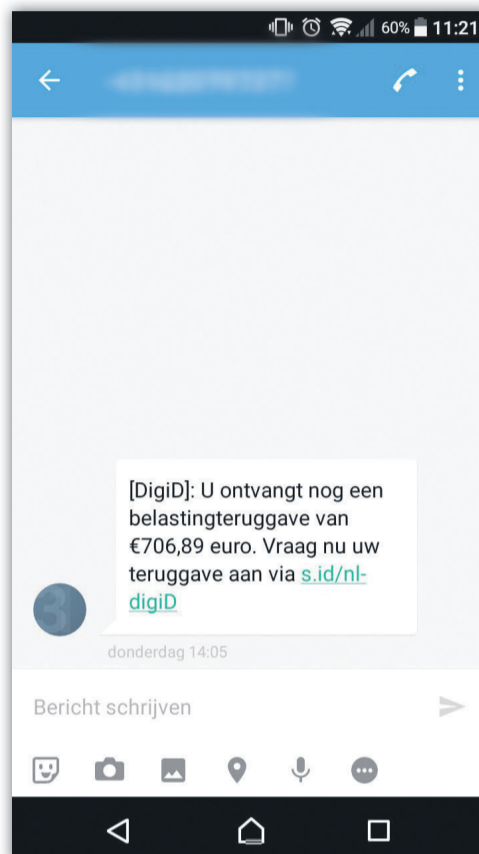 60% 11:21
[DigiD]: U ontvangt nog een
belastingteruggave van
€706,89 euro. Vraag nu uw
teruggave aan via s.id/nl-
digiD
3
donderdag 14:05
Bericht schrijven